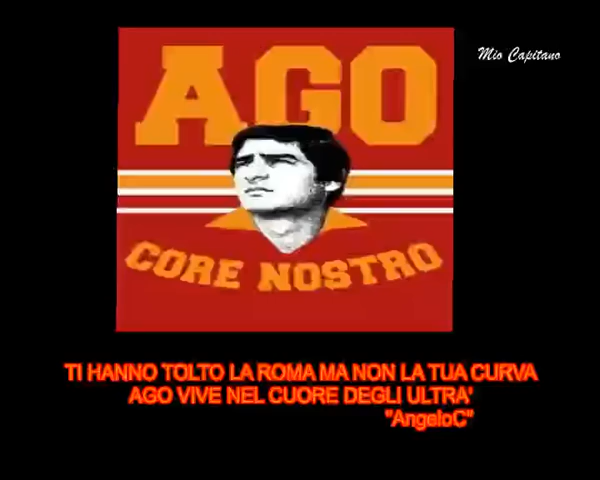 Mio Capitano
AGO
CORE NOSTRO
TI HANNO TOLTO LA ROMA MA NON LA TUA CURVA
AGO VIVE NEL CUORE DEGLI ULTRA'
"AngeloC"